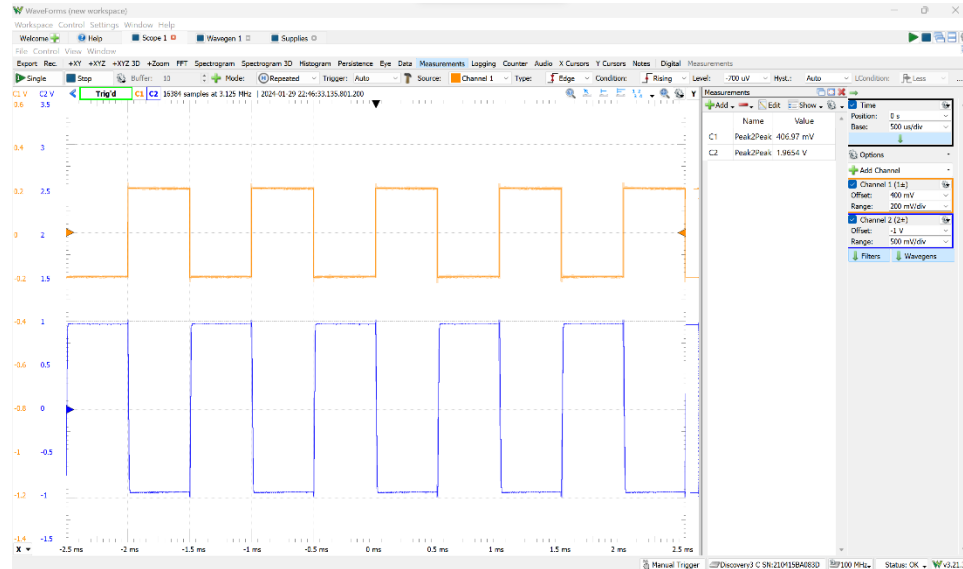 WaveForms (new workspace)
Workspace Control Settings Window Help
Welcome Help Scope 1 Wavegen 1 Supplies
File Control View Window
Export Rec. +XY +XYZ +XYZ 3D +Zoom FFT Spectrogram Spectrogram 3D Histogram Persistence Eye Data Measurements Logging Counter Audio X Cursors Y Cursors Notes Digital Measurements
Single Stop Buffer: 10 Mode: Repeated Trigger: Auto Source: Channel 1 Type: Edge Condition: Rising Level: -700 uV Hyst.: Auto LCondition: Less ...
C1 V C2 V Trig'd C1 C2 16384 samples at 3.125 MHz | 2024-01-29 22:46:33.135.801.200 Y
Measurements
Add Edit Show
Name Value
C1 Peak2Peak 406.97 mV
C2 Peak2Peak 1.9654 V
Time
Position: 0 s
Base: 500 us/div
Options
Add Channel
Channel 1 (1±)
Offset: 400 mV
Range: 200 mV/div
Channel 2 (2±)
Offset: -1 V
Range: 500 mV/div
Filters Wavegens
0.6 3.5
0.4 3
0.2 2.5
0 2
-0.2 1.5
-0.4 1
-0.6 0.5
-0.8 0
-1 -0.5
-1.2 -1
-1.4 -1.5
X -2.5 ms -2 ms -1.5 ms -1 ms -0.5 ms 0 ms 0.5 ms 1 ms 1.5 ms 2 ms 2.5 ms
Manual Trigger Discovery3 C SN:210415BA083D 100 MHz Status: OK v3.21.